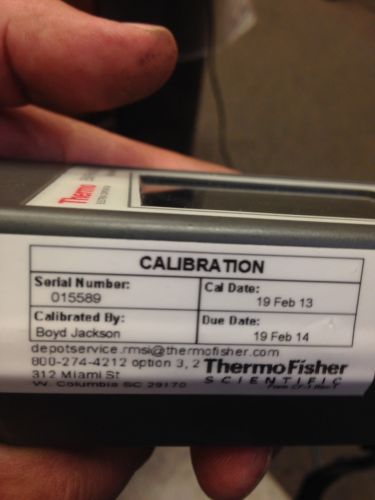 Thermo
CALIBRATION
Serial Number:
015589
Cal Date:
19 Feb 13
Calibrated By:
Boyd Jackson
Due Date:
19 Feb 14
depotservice.rmsi@thermofisher.com
800-274-4212 option 3, 2
312 Miami St
W. Columbia SC 29170
ThermoFisher
SCIENTIFIC